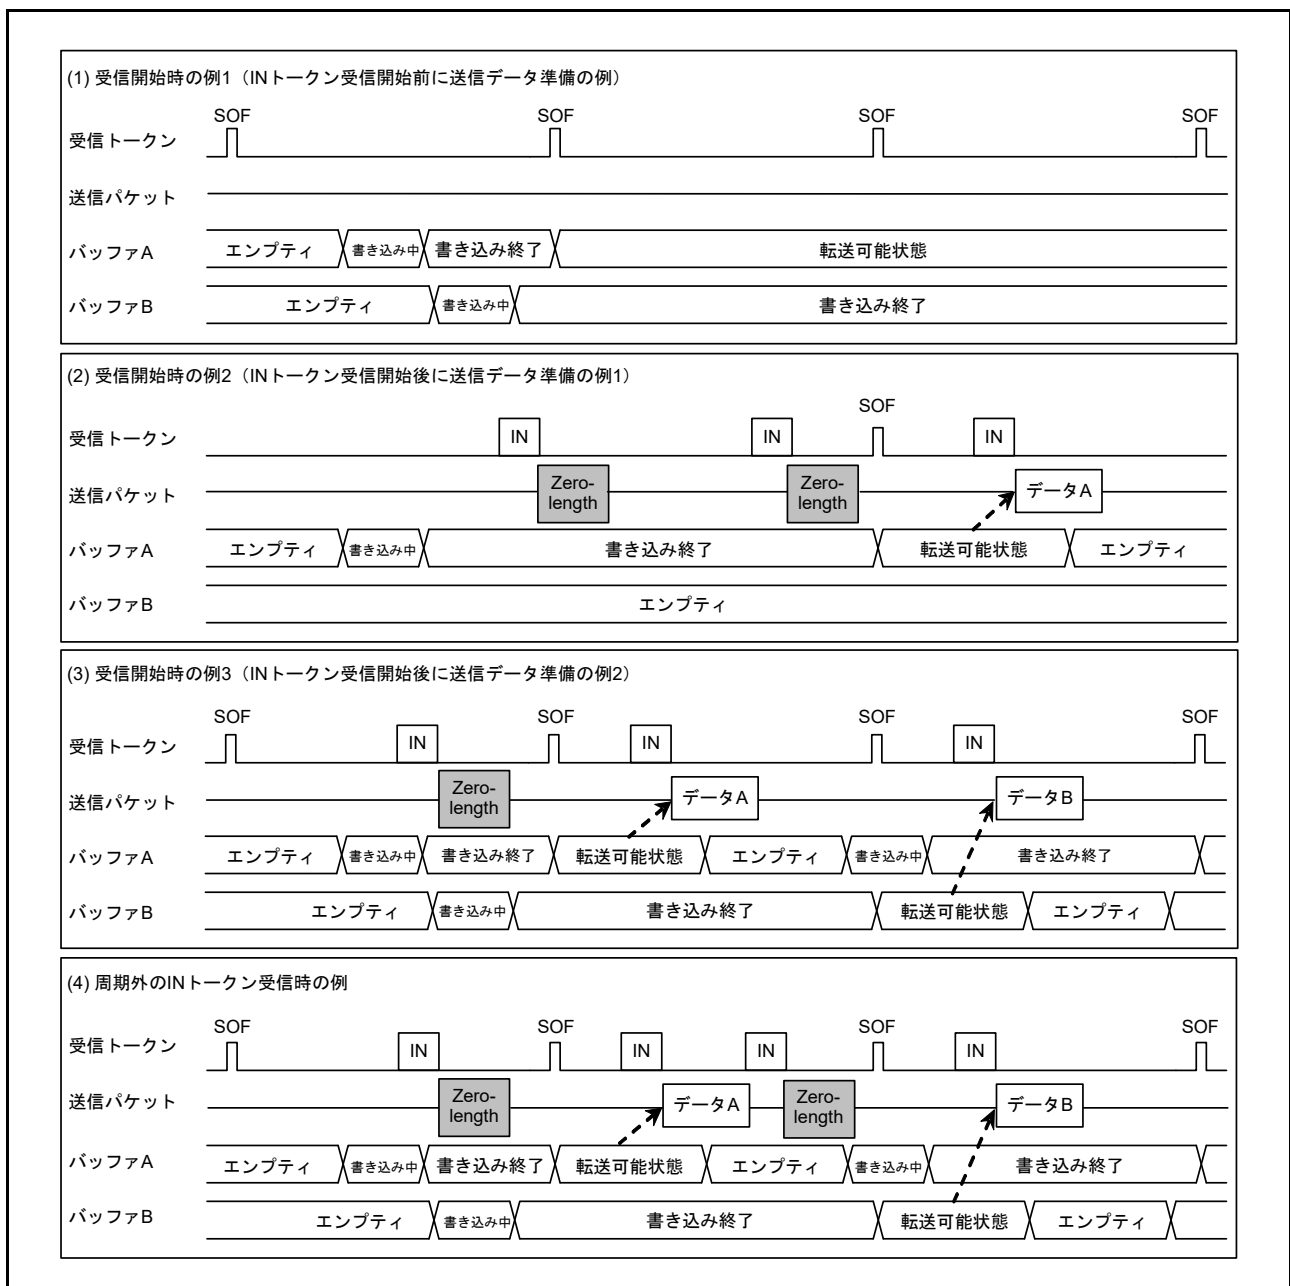 (1) 受信開始時の例1（INトークン受信開始前に送信データ準備の例）
SOF SOF SOF SOF
受信トークン
送信パケット
バッファA エンプティ 書き込み中 書き込み終了 転送可能状態
バッファB エンプティ 書き込み中 書き込み終了
(2) 受信開始時の例2（INトークン受信開始後に送信データ準備の例1）
SOF
受信トークン IN IN IN
送信パケット Zero-length Zero-length データA
バッファA エンプティ 書き込み中 書き込み終了 転送可能状態 エンプティ
バッファB エンプティ
(3) 受信開始時の例3（INトークン受信開始後に送信データ準備の例2）
SOF SOF SOF SOF
受信トークン IN IN IN
送信パケット Zero-length データA データB
バッファA エンプティ 書き込み中 書き込み終了 転送可能状態 エンプティ 書き込み中 書き込み終了
バッファB エンプティ 書き込み中 書き込み終了 転送可能状態 エンプティ
(4) 周期外のINトークン受信時の例
SOF SOF SOF SOF
受信トークン IN IN IN IN
送信パケット Zero-length データA Zero-length データB
バッファA エンプティ 書き込み中 書き込み終了 転送可能状態 エンプティ 書き込み中 書き込み終了
バッファB エンプティ 書き込み中 書き込み終了 転送可能状態 エンプティ